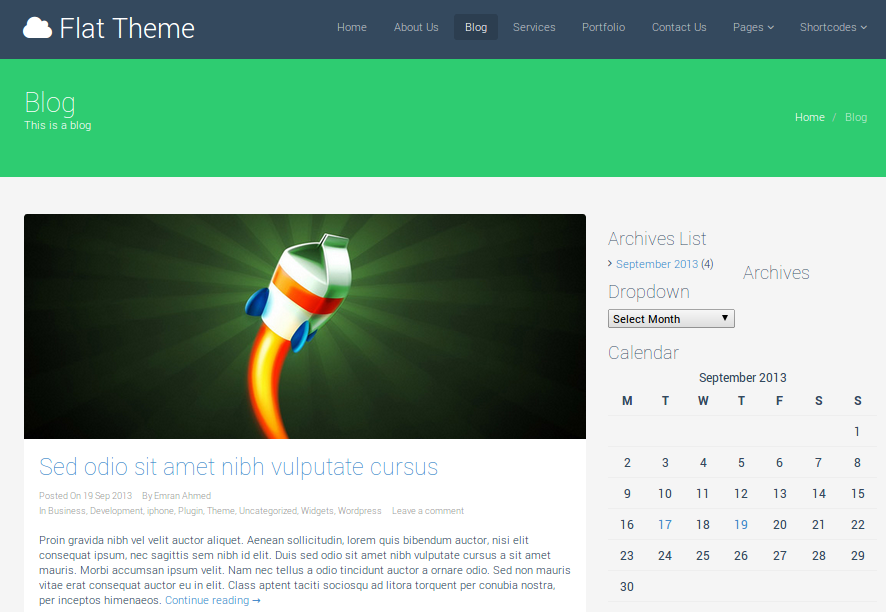 Flat Theme
Home About Us Blog Services Portfolio Contact Us Pages Shortcodes
Blog
This is a blog
Home / Blog
Sed odio sit amet nibh vulputate cursus
Posted On 19 Sep 2013 By Emran Ahmed
In Business, Development, iphone, Plugin, Theme, Uncategorized, Widgets, Wordpress Leave a comment
Proin gravida nibh vel velit auctor aliquet. Aenean sollicitudin, lorem quis bibendum auctor, nisi elit
consequat ipsum, nec sagittis sem nibh id elit. Duis sed odio sit amet nibh vulputate cursus a sit amet
mauris. Morbi accumsan ipsum velit. Nam nec tellus a odio tincidunt auctor a ornare odio. Sed non mauris
vitae erat consequat auctor eu in elit. Class aptent taciti sociosqu ad litora torquent per conubia nostra,
per inceptos himenaeos. Continue reading →
Archives List
September 2013 (4)
Archives
Dropdown
Select Month
Calendar
September 2013
M T W T F S S
1
2 3 4 5 6 7 8
9 10 11 12 13 14 15
16 17 18 19 20 21 22
23 24 25 26 27 28 29
30